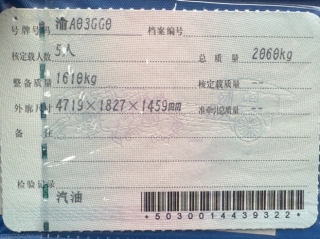 号牌号码 渝A03GG0 档案编号
核定载人数 5人 总质量 2060kg
整备质量 1610kg 核定载质量 --
外廓尺寸 4719×1827×1459mm 准牵引总质量 --
备注
检验记录
汽油
*5030014439322*